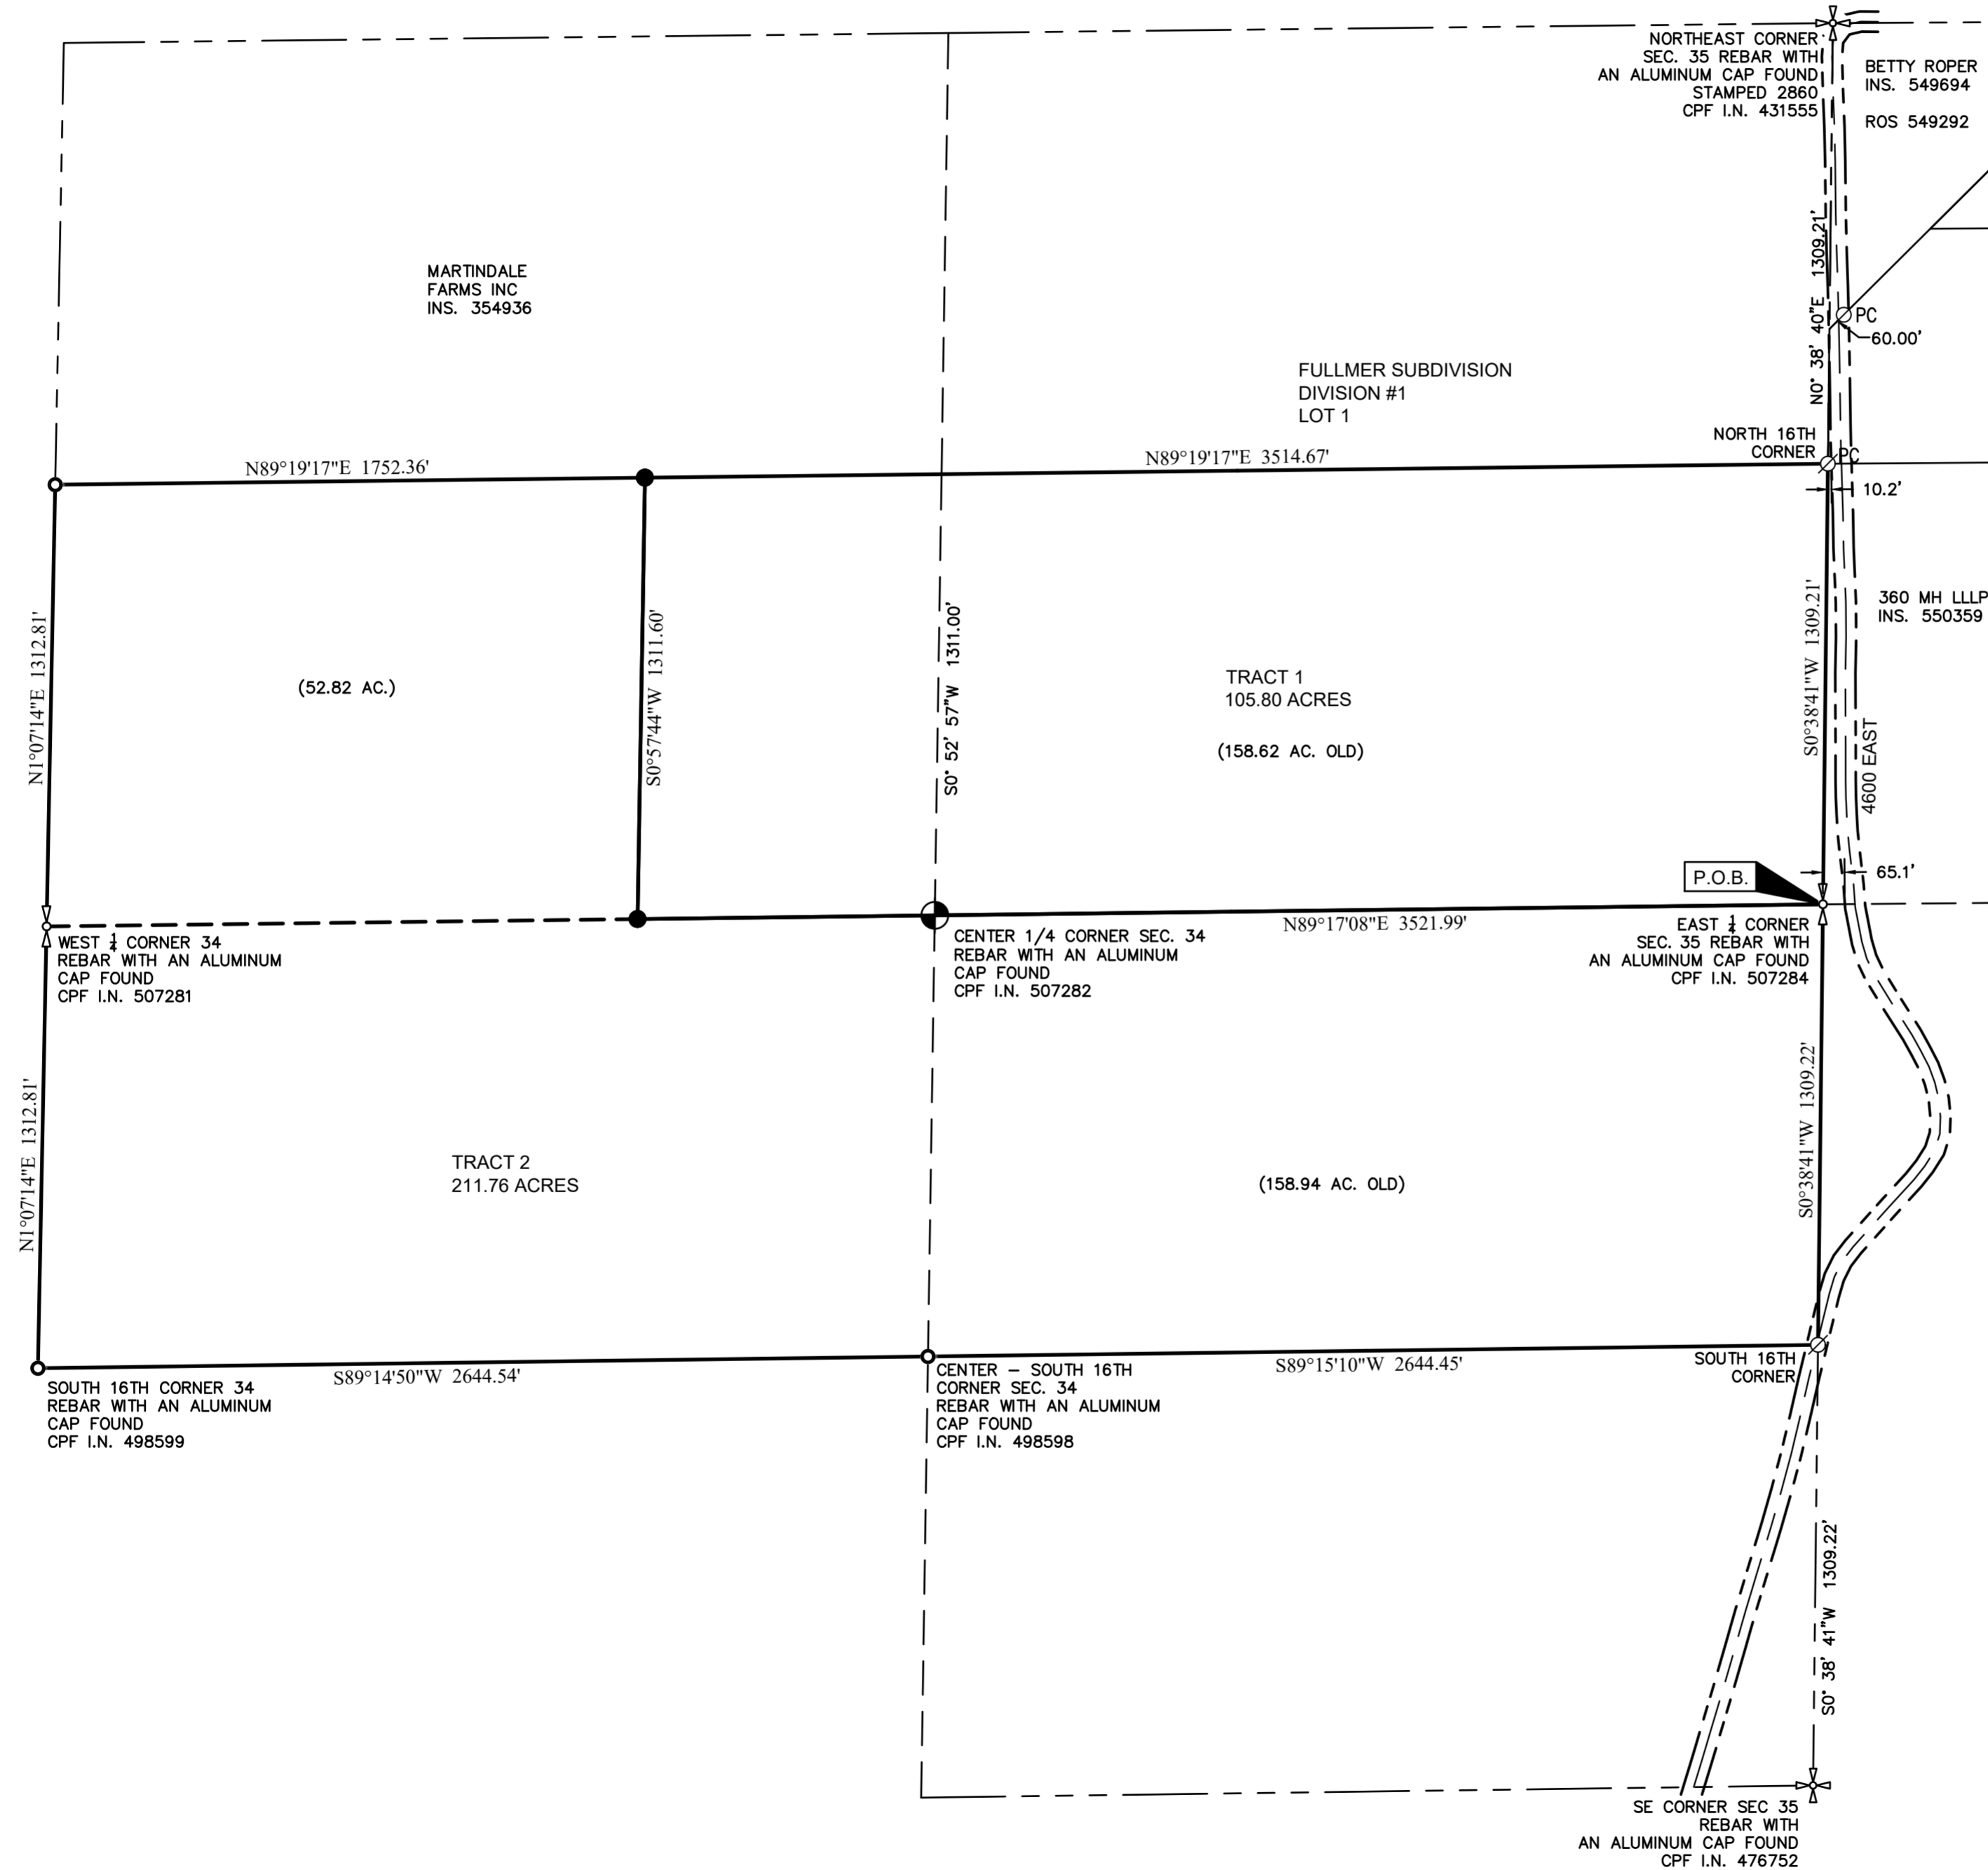 NORTHEAST CORNER
SEC. 35 REBAR WITH
AN ALUMINUM CAP FOUND
STAMPED 2860
CPF I.N. 431555
BETTY ROPER
INS. 549694
ROS 549292
MARTINDALE
FARMS INC
INS. 354936
N0° 38' 40"E 1309.21'
PC
60.00'
FULLMER SUBDIVISION
DIVISION #1
LOT 1
NORTH 16TH
CORNER
PC
N89°19'17"E 1752.36'
N89°19'17"E 3514.67'
10.2'
N1°07'14"E 1312.81'
(52.82 AC.)
S0°57'44"W 1311.60'
S0° 52' 57"W 1311.00'
TRACT 1
105.80 ACRES
(158.62 AC. OLD)
S0°38'41"W 1309.21'
360 MH LLLP
INS. 550359
4600 EAST
P.O.B.
65.1'
WEST 1/4 CORNER 34
REBAR WITH AN ALUMINUM
CAP FOUND
CPF I.N. 507281
CENTER 1/4 CORNER SEC. 34
REBAR WITH AN ALUMINUM
CAP FOUND
CPF I.N. 507282
N89°17'08"E 3521.99'
EAST 1/4 CORNER
SEC. 35 REBAR WITH
AN ALUMINUM CAP FOUND
CPF I.N. 507284
N1°07'14"E 1312.81'
TRACT 2
211.76 ACRES
(158.94 AC. OLD)
S0°38'41"W 1309.22'
S89°14'50"W 2644.54'
S89°15'10"W 2644.45'
SOUTH 16TH CORNER 34
REBAR WITH AN ALUMINUM
CAP FOUND
CPF I.N. 498599
CENTER - SOUTH 16TH
CORNER SEC. 34
REBAR WITH AN ALUMINUM
CAP FOUND
CPF I.N. 498598
SOUTH 16TH
CORNER
S0° 38' 41"W 1309.22'
SE CORNER SEC 35
REBAR WITH
AN ALUMINUM CAP FOUND
CPF I.N. 476752